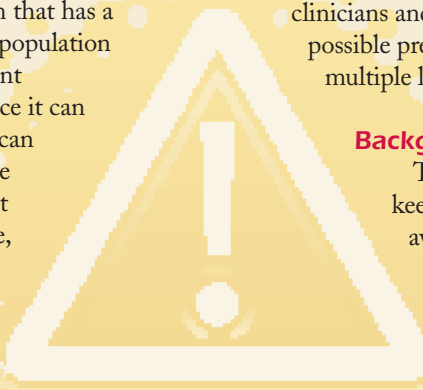 n that has a
population
nt
ce it can
can
e
t
e,
clinicians and
possible pre
multiple l
Backg
T
kee
av